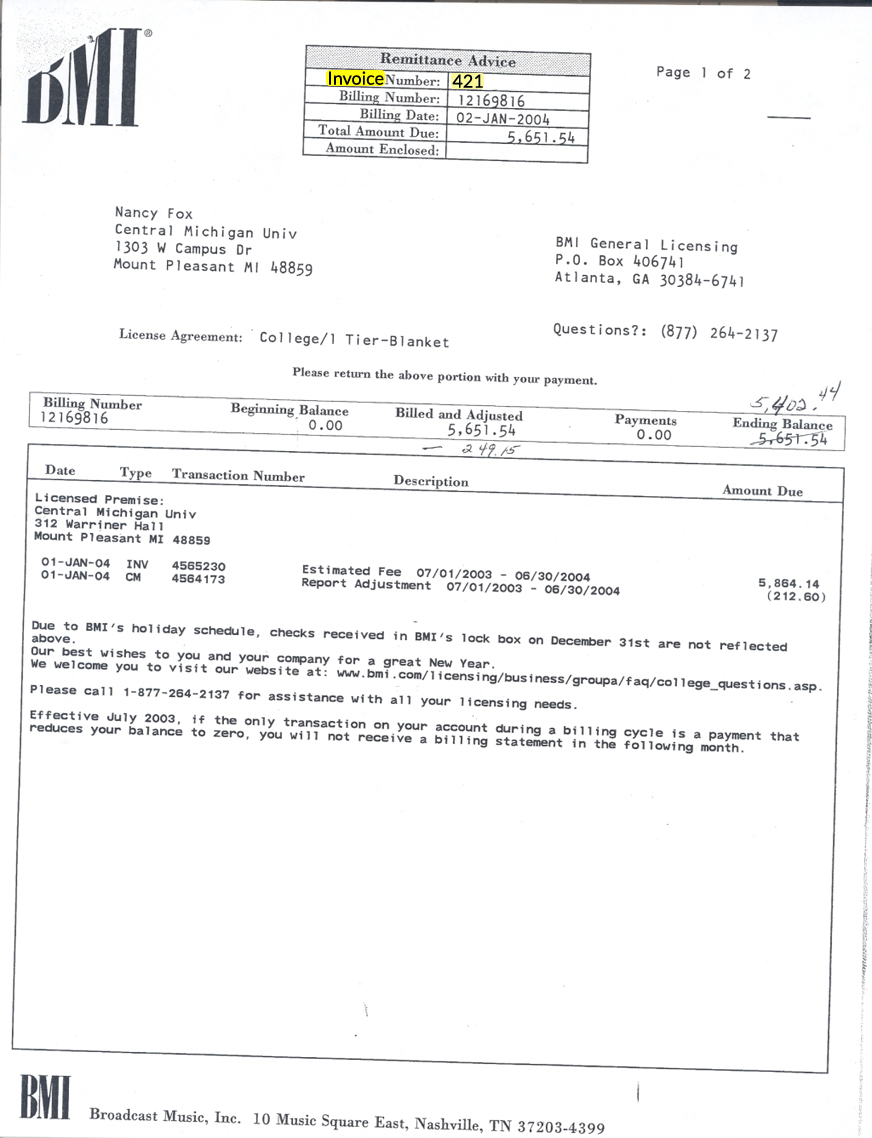 BMI®
Remittance Advice
Invoice Number: 421
Page 1 of 2
Billing Number: 12169816
Billing Date: 02-JAN-2004
Total Amount Due: 5,651.54
Amount Enclosed:
Nancy Fox
Central Michigan Univ
1303 W Campus Dr
Mount Pleasant MI 48859
BMI General Licensing
P.O. Box 406741
Atlanta, GA 30384-6741
License Agreement: College/1 Tier-Blanket
Questions?: (877) 264-2137
Please return the above portion with your payment.
5,402.44
Billing Number Beginning Balance Billed and Adjusted Payments Ending Balance
12169816 0.00 5,651.54 0.00 5,651.54
— 249.15
Date Type Transaction Number Description Amount Due
Licensed Premise:
Central Michigan Univ
312 Warriner Hall
Mount Pleasant MI 48859
01-JAN-04 INV 4565230 Estimated Fee 07/01/2003 - 06/30/2004 5,864.14
01-JAN-04 CM 4564173 Report Adjustment 07/01/2003 - 06/30/2004 (212.60)
Due to BMI's holiday schedule, checks received in BMI's lock box on December 31st are not reflected
above.
Our best wishes to you and your company for a great New Year.
We welcome you to visit our website at: www.bmi.com/licensing/business/groupa/faq/college_questions.asp.
Please call 1-877-264-2137 for assistance with all your licensing needs.
Effective July 2003, if the only transaction on your account during a billing cycle is a payment that
reduces your balance to zero, you will not receive a billing statement in the following month.
BMI
Broadcast Music, Inc. 10 Music Square East, Nashville, TN 37203-4399